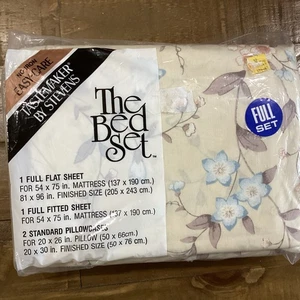 NO IRON
EASY-CARE
TASTEMAKER
BY STEVENS
The
Bed
Set™
FULL
SET
1 FULL FLAT SHEET
FOR 54 x 75 in. MATTRESS (137 x 190 cm.)
81 x 96 in. FINISHED SIZE (205 x 243 cm.)
1 FULL FITTED SHEET
FOR 54 x 75 in. MATTRESS (137 x 190 cm.)
2 STANDARD PILLOWCASES
FOR 20 x 26 in. PILLOW (50 x 66cm.)
20 x 30 in. FINISHED SIZE (50 x 76 cm.)